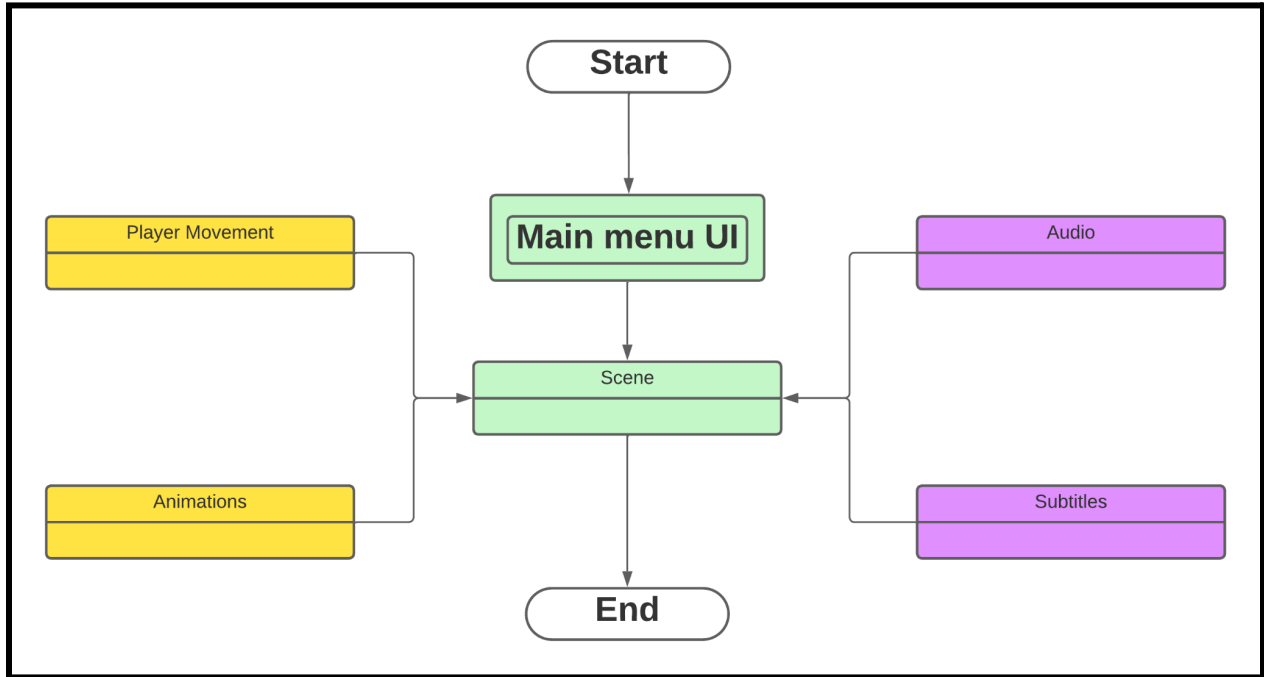 Start
Main menu UI
Player Movement
Audio
Scene
Animations
Subtitles
End